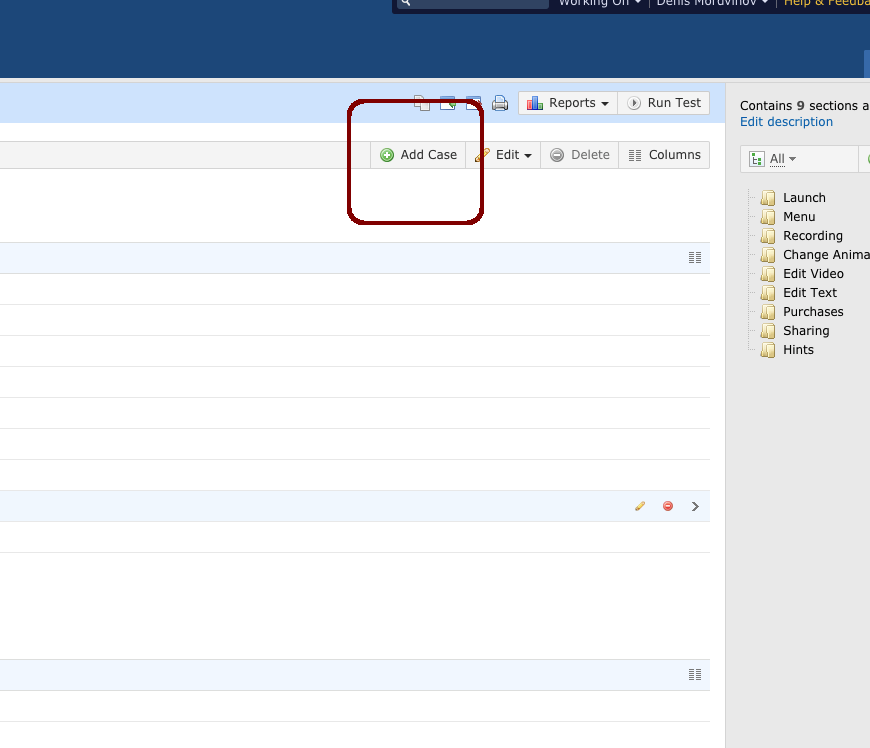 Working On Denis Mordvinov Help & Feedba
Reports Run Test
Add Case Edit Delete Columns
Contains 9 sections a
Edit description
All
Launch
Menu
Recording
Change Anima
Edit Video
Edit Text
Purchases
Sharing
Hints